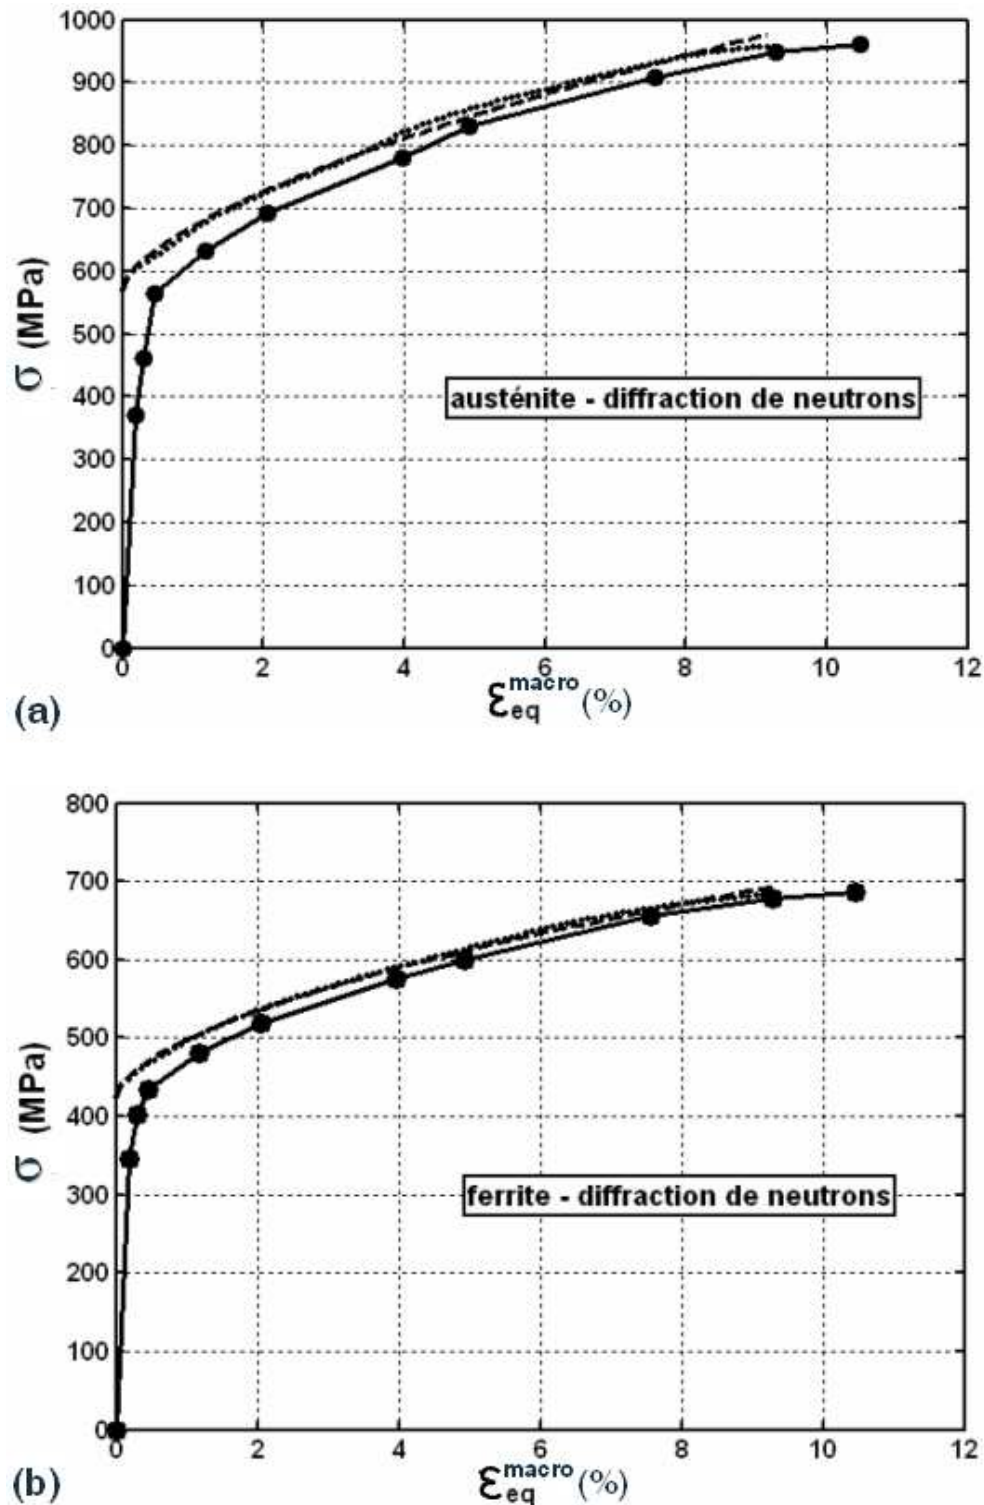 1000
900
800
700
600
500
400
300
200
100
0
σ (MPa)
austénite - diffraction de neutrons
0 2 4 6 8 10 12
(a)
εeq macro (%)
800
700
600
500
400
300
200
100
0
σ (MPa)
ferrite - diffraction de neutrons
0 2 4 6 8 10 12
(b)
εeq macro (%)